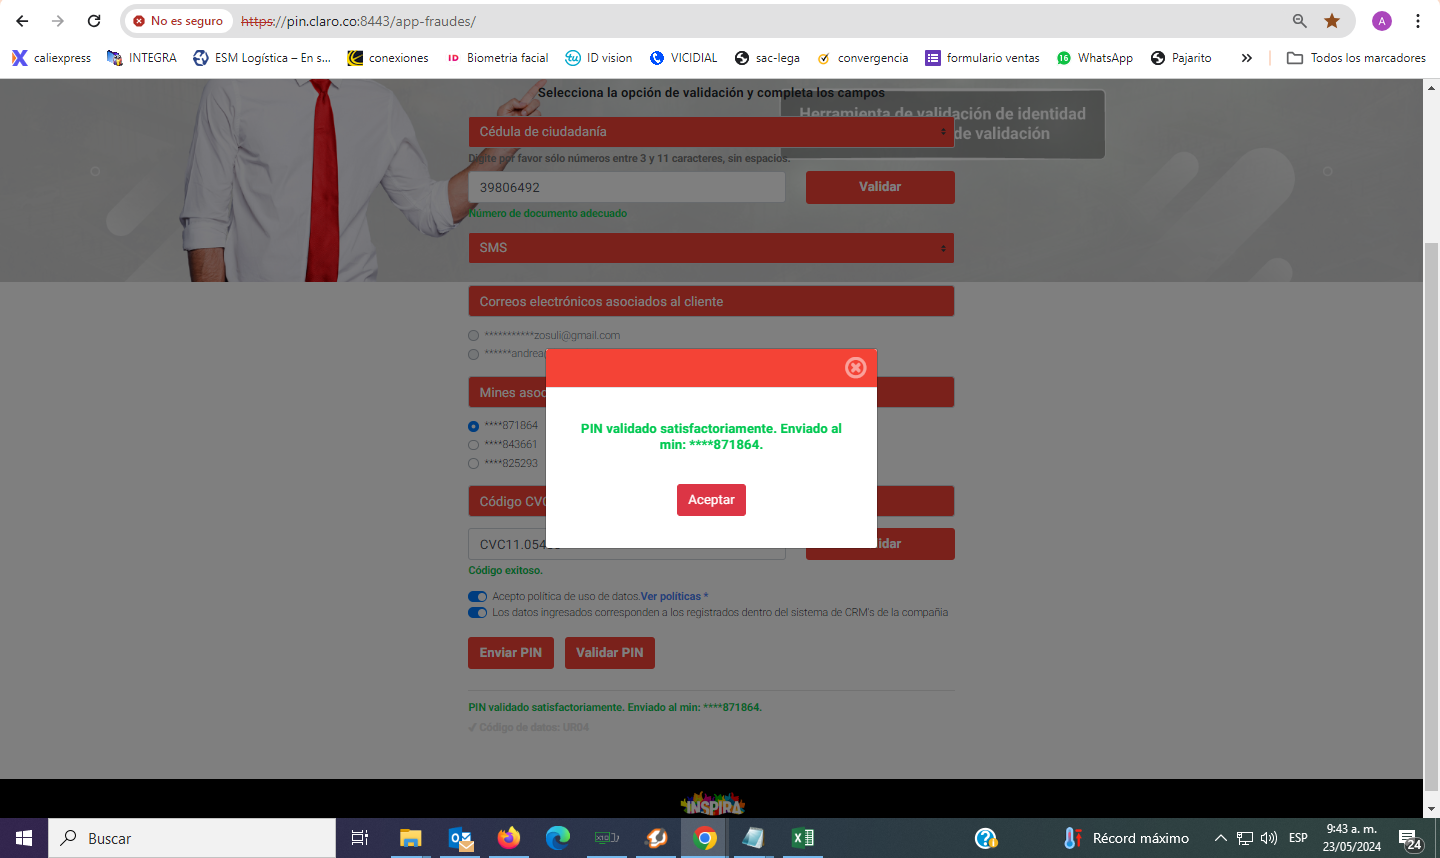 No es seguro
https://pin.claro.co:8443/app-fraudes/
A
caliexpress
INTEGRA
ESM Logística – En s...
conexiones
ID
Biometria facial
ID vision
VICIDIAL
sac-lega
convergencia
formulario ventas
16
WhatsApp
Pajarito
Todos los marcadores
Selecciona la opción de validación y completa los campos
Herramienta de validación de identidad
de validación
Cédula de ciudadanía
Digite por favor sólo números entre 3 y 11 caracteres, sin espacios.
39806492
Validar
Número de documento adecuado
SMS
Correos electrónicos asociados al cliente
***********zosuli@gmail.com
******andrea
Mines asoc
****871864
****843661
****825293
PIN validado satisfactoriamente. Enviado al
min: ****871864.
Aceptar
Código CVC
CVC11.054
idar
Código exitoso.
Acepto política de uso de datos.Ver políticas *
Los datos ingresados corresponden a los registrados dentro del sistema de CRM's de la compañia
Enviar PIN
Validar PIN
PIN validado satisfactoriamente. Enviado al min: ****871864.
✔ Código de datos: UR04
INSPIRA
Buscar
Récord máximo
ESP
9:43 a. m.
23/05/2024
24